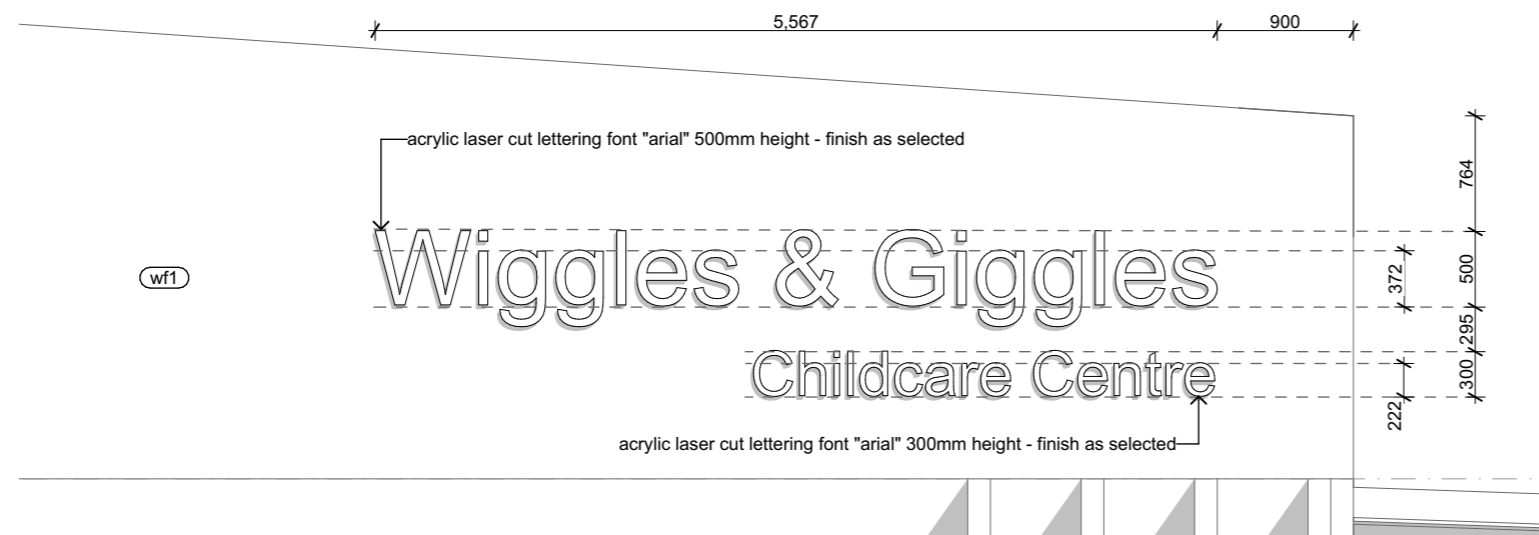 5,567 900
acrylic laser cut lettering font "arial" 500mm height - finish as selected
764
Wiggles & Giggles
wf1
372
500
295
Childcare Centre
300
222
acrylic laser cut lettering font "arial" 300mm height - finish as selected